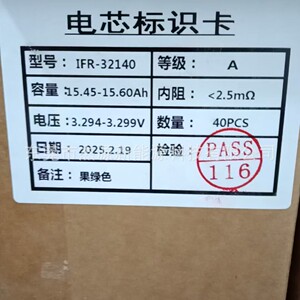 电芯标识卡
型号: IFR-32140 等级: A
容量: 15.45-15.60Ah 内阻: <2.5mΩ
电压: 3.294-3.299V 数量: 40PCS
日期 2025.2.19 检验 PASS
116
备注: 果绿色